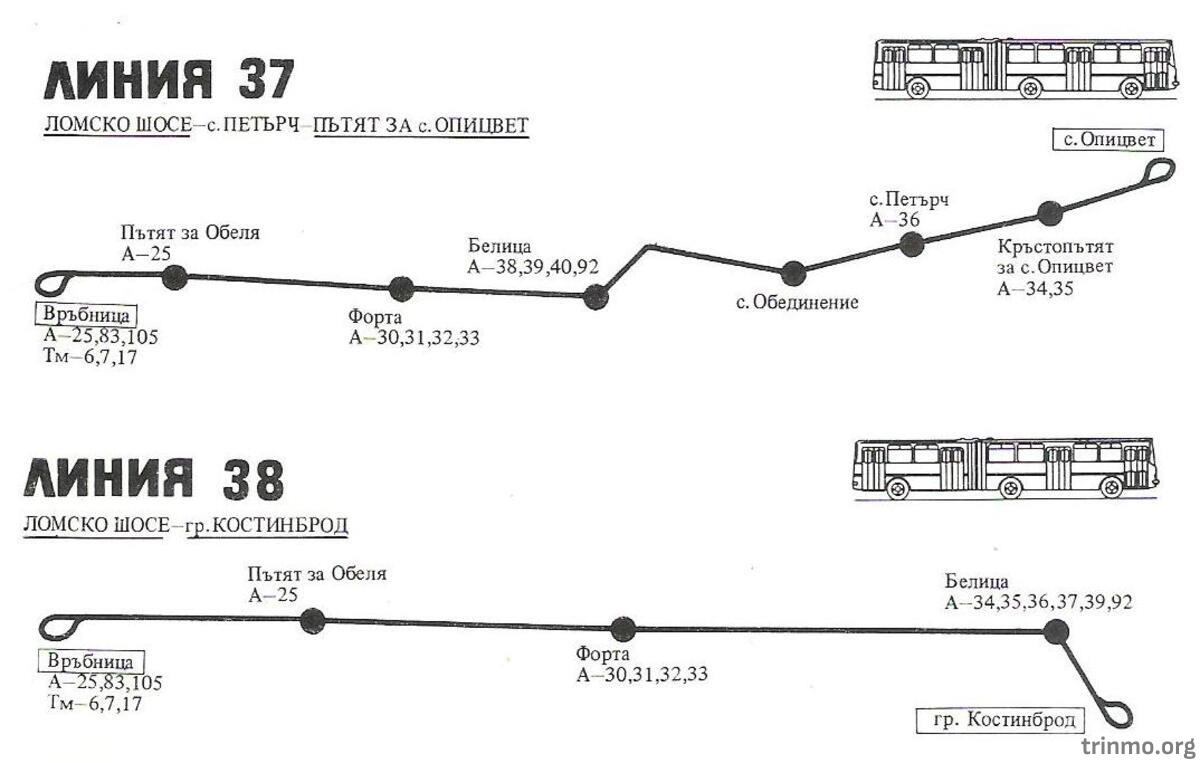 ЛИНИЯ 37
ЛОМСКО ШОСЕ–с.ПЕТЪРЧ–ПЪТЯТ ЗА с.ОПИЦВЕТ
с.Опицвет
с.Петърч
А–36
Пътят за Обеля
А–25
Белица
А–38,39,40,92
Кръстопътят
за с.Опицвет
А–34,35
с.Обединение
Връбница
А–25,83,105
Тм–6,7,17
Форта
А–30,31,32,33
ЛИНИЯ 38
ЛОМСКО ШОСЕ–гр.КОСТИНБРОД
Пътят за Обеля
А–25
Белица
А–34,35,36,37,39,92
Връбница
А–25,83,105
Тм–6,7,17
Форта
А–30,31,32,33
гр. Костинброд
trinmo.org